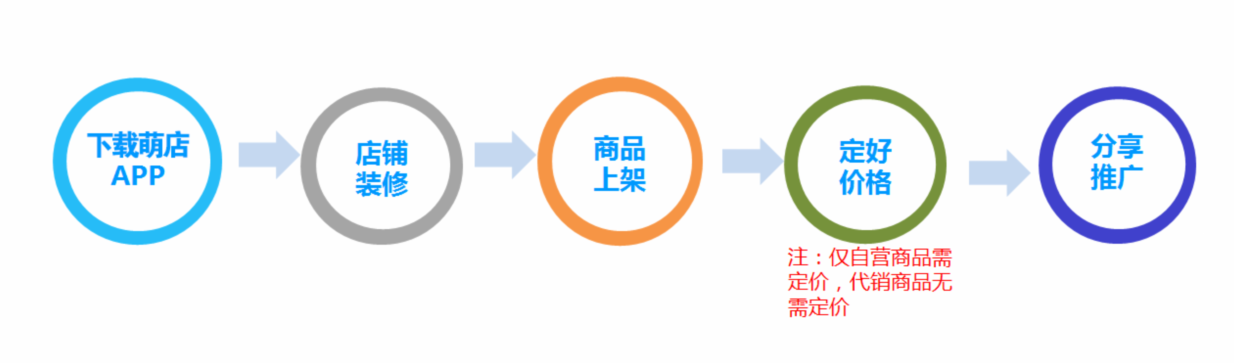 下载萌店
APP
店铺
装修
商品
上架
定好
价格
分享
推广
注：仅自营商品需
定价，代销商品无
需定价